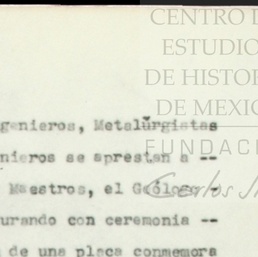 CENTRO D
ESTUDIO
DE HISTOR
DE MEXIC
FUNDAC
genieros, Metalúrgistas
nieros se aprestan a --
Maestros, el Geólogo -
urando con ceremonia --
de una placa conmemora